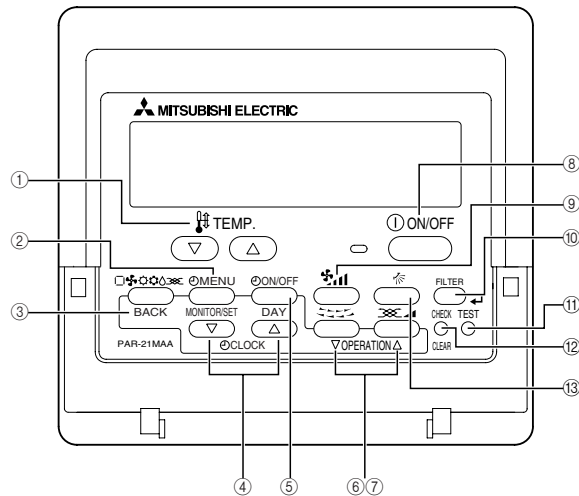 MITSUBISHI ELECTRIC
①
TEMP.
ON/OFF
⑧
⑨
②
MENU
ON/OFF
FILTER
⑩
③
BACK
MONITOR/SET
DAY
CHECK
TEST
⑪
PAR-21MAA
CLOCK
OPERATION
CLEAR
⑫
⑬
④
⑤
⑥⑦